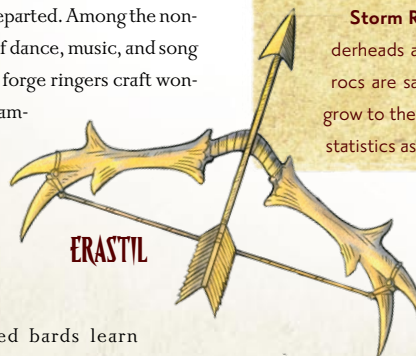 eparted. Among the non-
f dance, music, and song
forge ringers craft won-
am-
ERASTIL
ed bards learn
Storm R
derheads a
rocs are sa
grow to the
statistics as